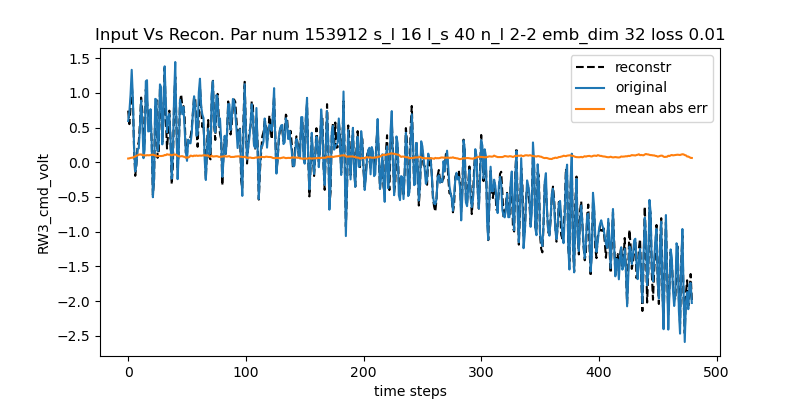 Input Vs Recon. Par num 153912 s_l 16 l_s 40 n_l 2-2 emb_dim 32 loss 0.01
reconstr
original
mean abs err
1.5
1.0
0.5
0.0
−0.5
−1.0
−1.5
−2.0
−2.5
RW3_cmd_volt
0 100 200 300 400 500
time steps